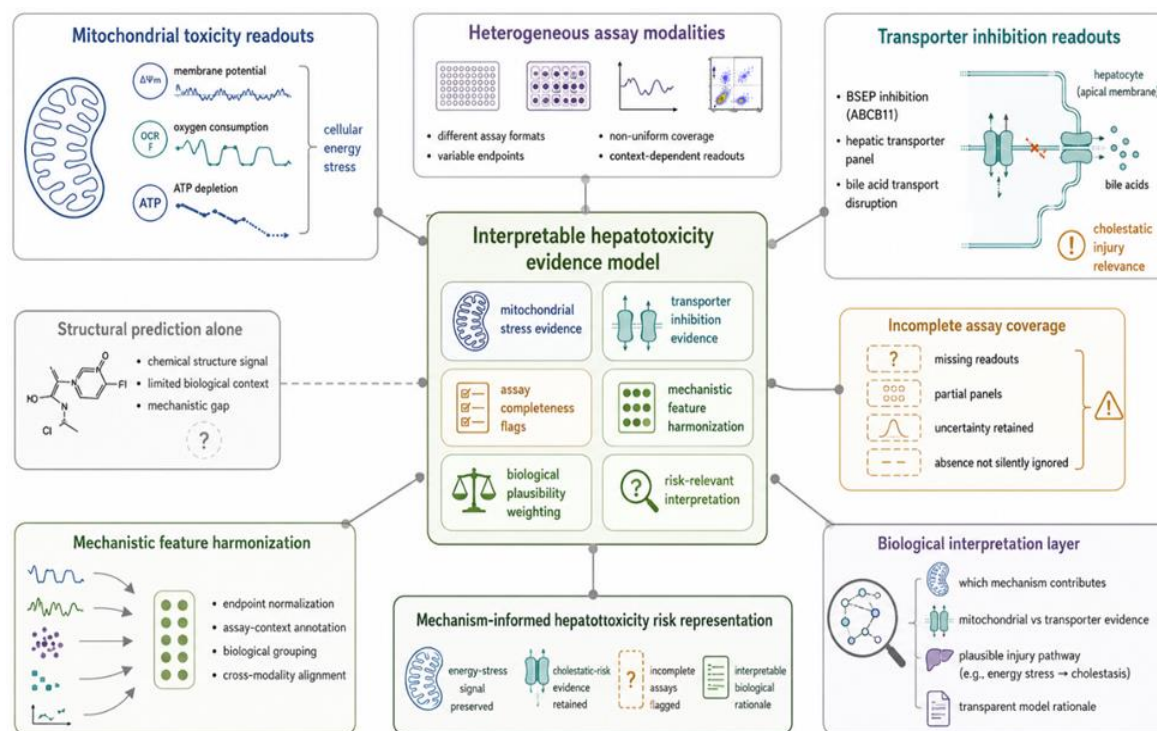 Mitochondrial toxicity readouts
ΔΨm
membrane potential
OCR
F
oxygen consumption
ATP
ATP depletion
cellular
energy
stress
Heterogeneous assay modalities
• different assay formats
• variable endpoints
• non-uniform coverage
• context-dependent readouts
Transporter inhibition readouts
• BSEP inhibition
(ABCB11)
• hepatic transporter
panel
• bile acid transport
disruption
hepatocyte
(apical membrane)
bile acids
!
cholestatic
injury
relevance
Structural prediction alone
O
N
Fl
HO
N
Cl
• chemical structure signal
• limited biological context
• mechanistic gap
?
Interpretable hepatotoxicity
evidence model
mitochondrial
stress evidence
transporter
inhibition
evidence
assay
completeness
flags
mechanistic
feature
harmonization
biological
plausibility
weighting
?
risk-relevant
interpretation
Incomplete assay coverage
?
missing readouts
partial panels
uncertainty retained
absence not silently ignored
!
Mechanistic feature harmonization
• endpoint normalization
• assay-context annotation
• biological grouping
• cross-modality alignment
Mechanism-informed hepatottoxicity risk representation
energy-stress
signal
preserved
cholestatic-risk
evidence
retained
?
incomplete
assays
flagged
interpretable
biological
rationale
Biological interpretation layer
which mechanism contributes
mitochondrial vs transporter evidence
plausible injury pathway
(e.g., energy stress → cholestasis)
transparent model rationale